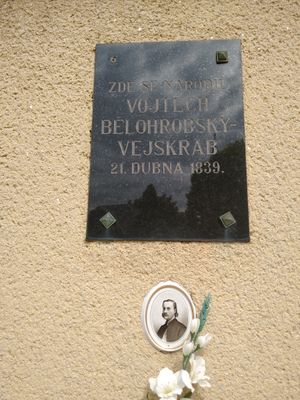 ZDE SE NARODIL
VOJTĚCH
BĚLOHROBSKÝ-
VEJSKRAB
21. DUBNA 1839.